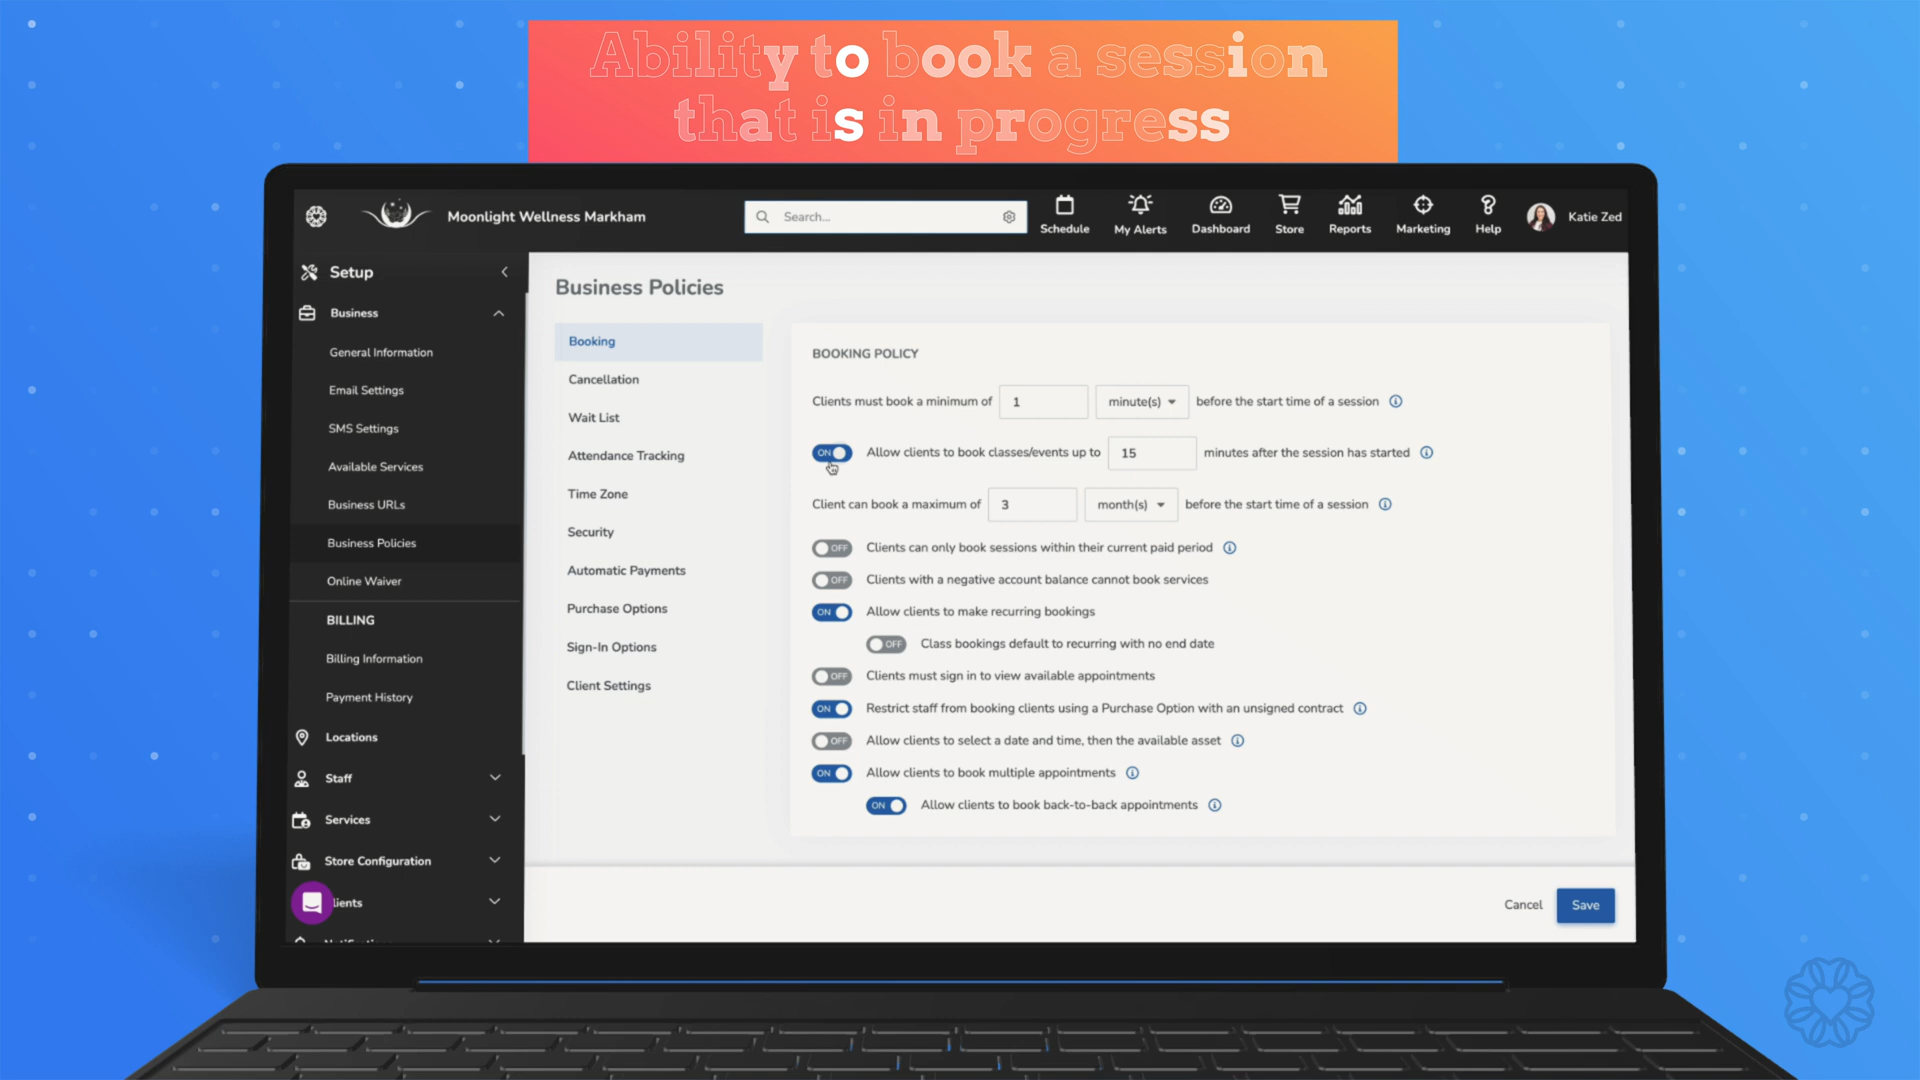 Ability to book a session
that is in progress
Moonlight Wellness Markham
Search...
Schedule
My Alerts
Dashboard
Store
Reports
Marketing
Help
Katie Zed
Setup
Business
General Information
Email Settings
SMS Settings
Available Services
Business URLs
Business Policies
Online Waiver
BILLING
Billing Information
Payment History
Locations
Staff
Services
Store Configuration
lients
Business Policies
Booking
Cancellation
Wait List
Attendance Tracking
Time Zone
Security
Automatic Payments
Purchase Options
Sign-In Options
Client Settings
BOOKING POLICY
Clients must book a minimum of 1 minute(s) before the start time of a session
ON Allow clients to book classes/events up to 15 minutes after the session has started
Client can book a maximum of 3 month(s) before the start time of a session
OFF Clients can only book sessions within their current paid period
OFF Clients with a negative account balance cannot book services
ON Allow clients to make recurring bookings
OFF Class bookings default to recurring with no end date
OFF Clients must sign in to view available appointments
ON Restrict staff from booking clients using a Purchase Option with an unsigned contract
OFF Allow clients to select a date and time, then the available asset
ON Allow clients to book multiple appointments
ON Allow clients to book back-to-back appointments
Cancel
Save